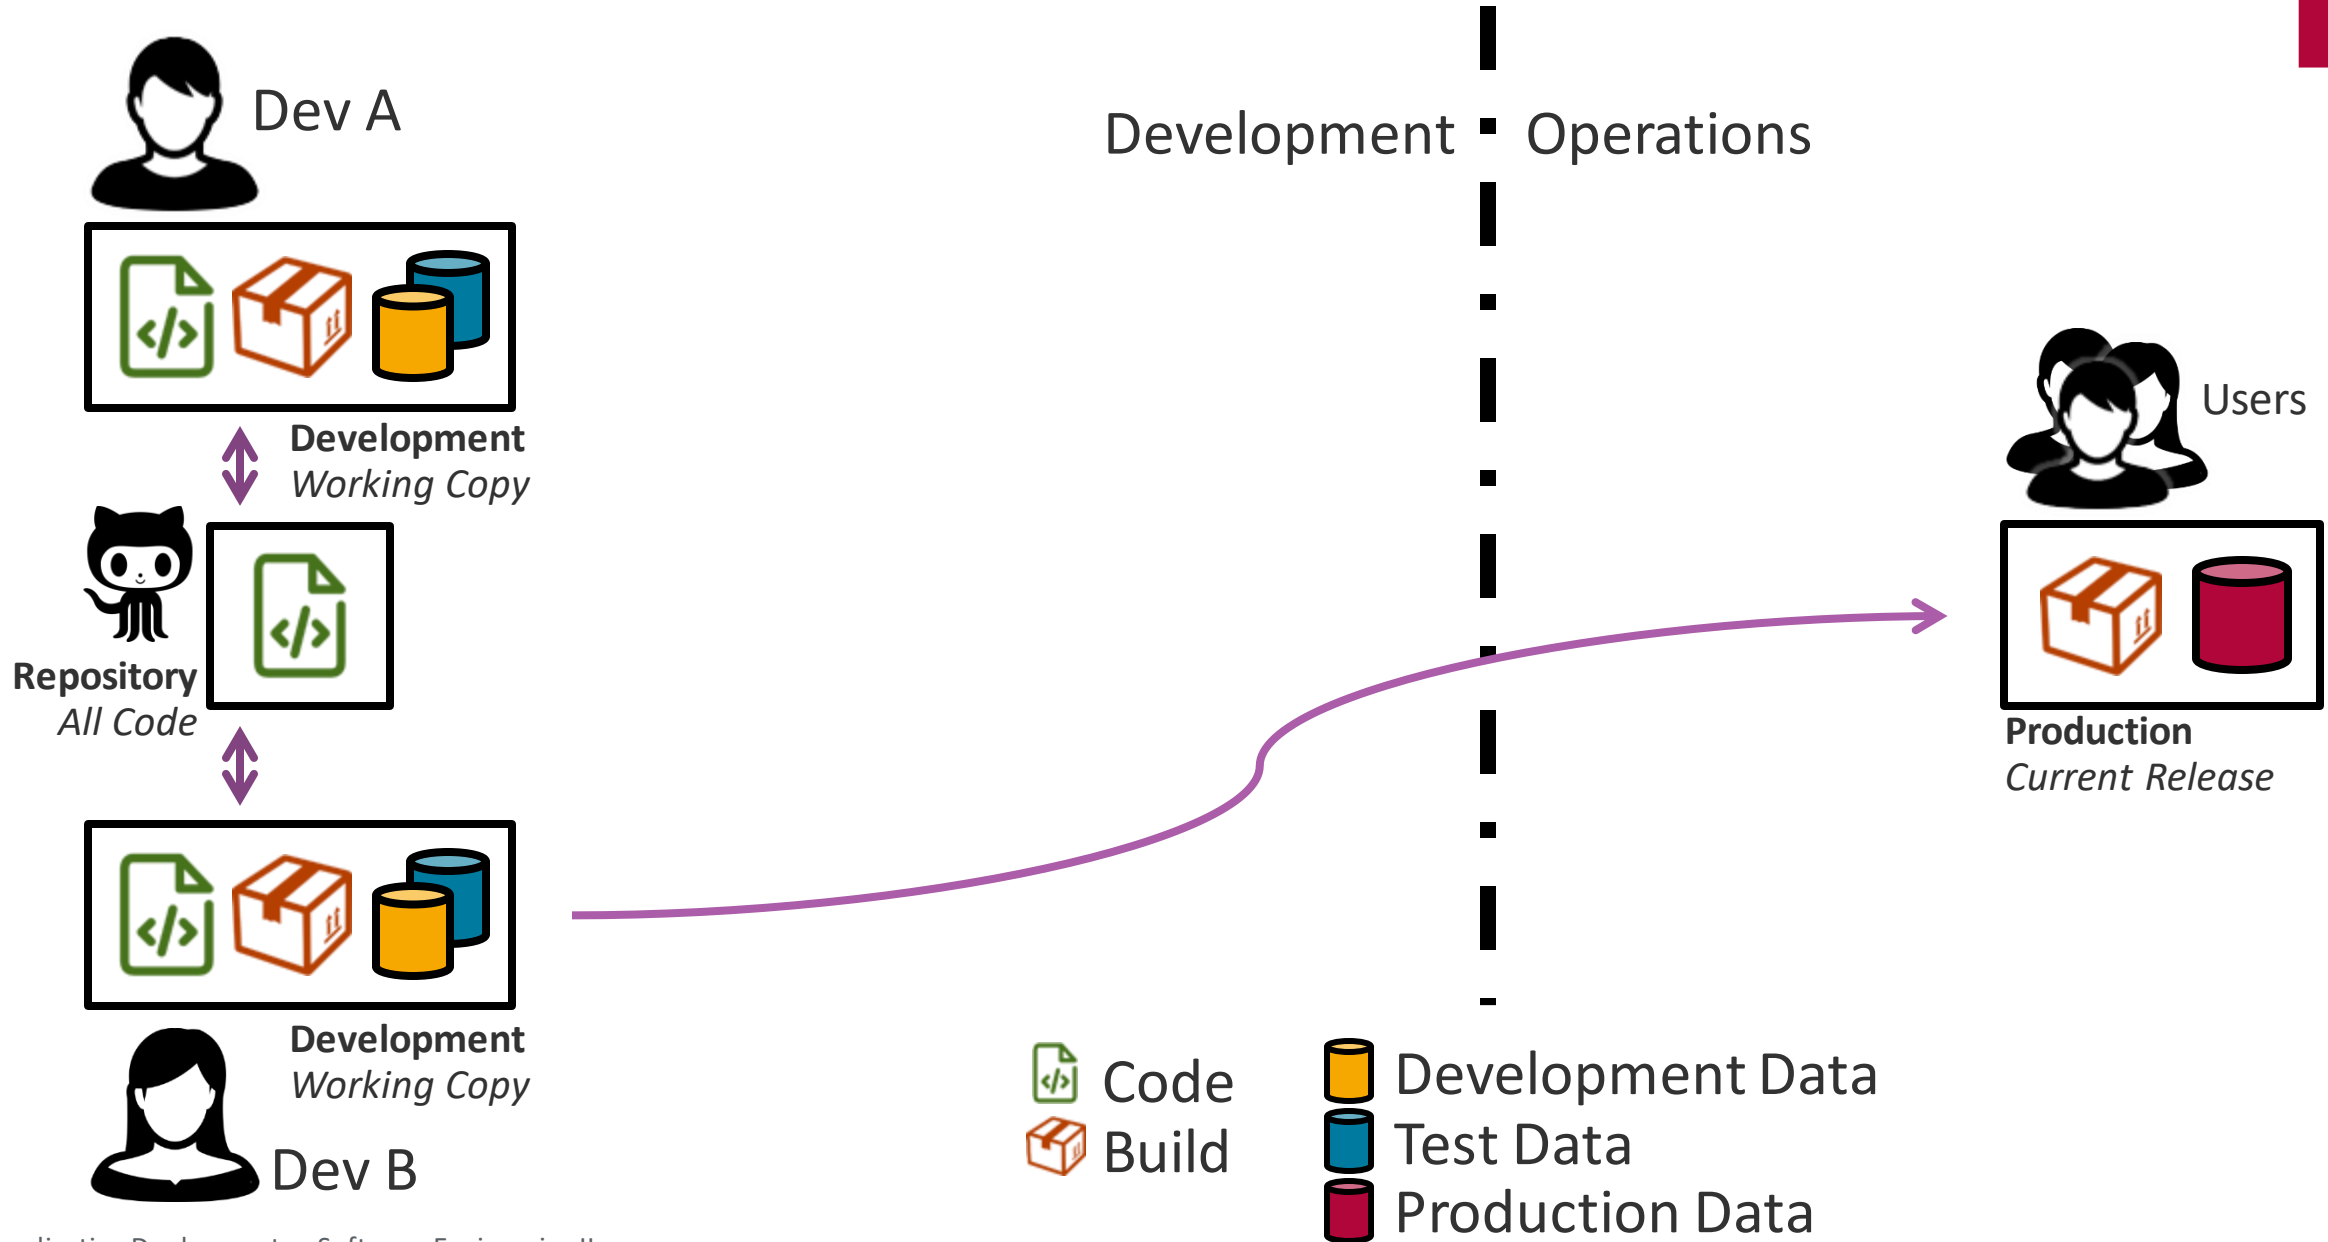 Dev A
Development
Operations
Development
Working Copy
Users
Repository
All Code
Production
Current Release
Development
Working Copy
Dev B
Code
Build
Development Data
Test Data
Production Data